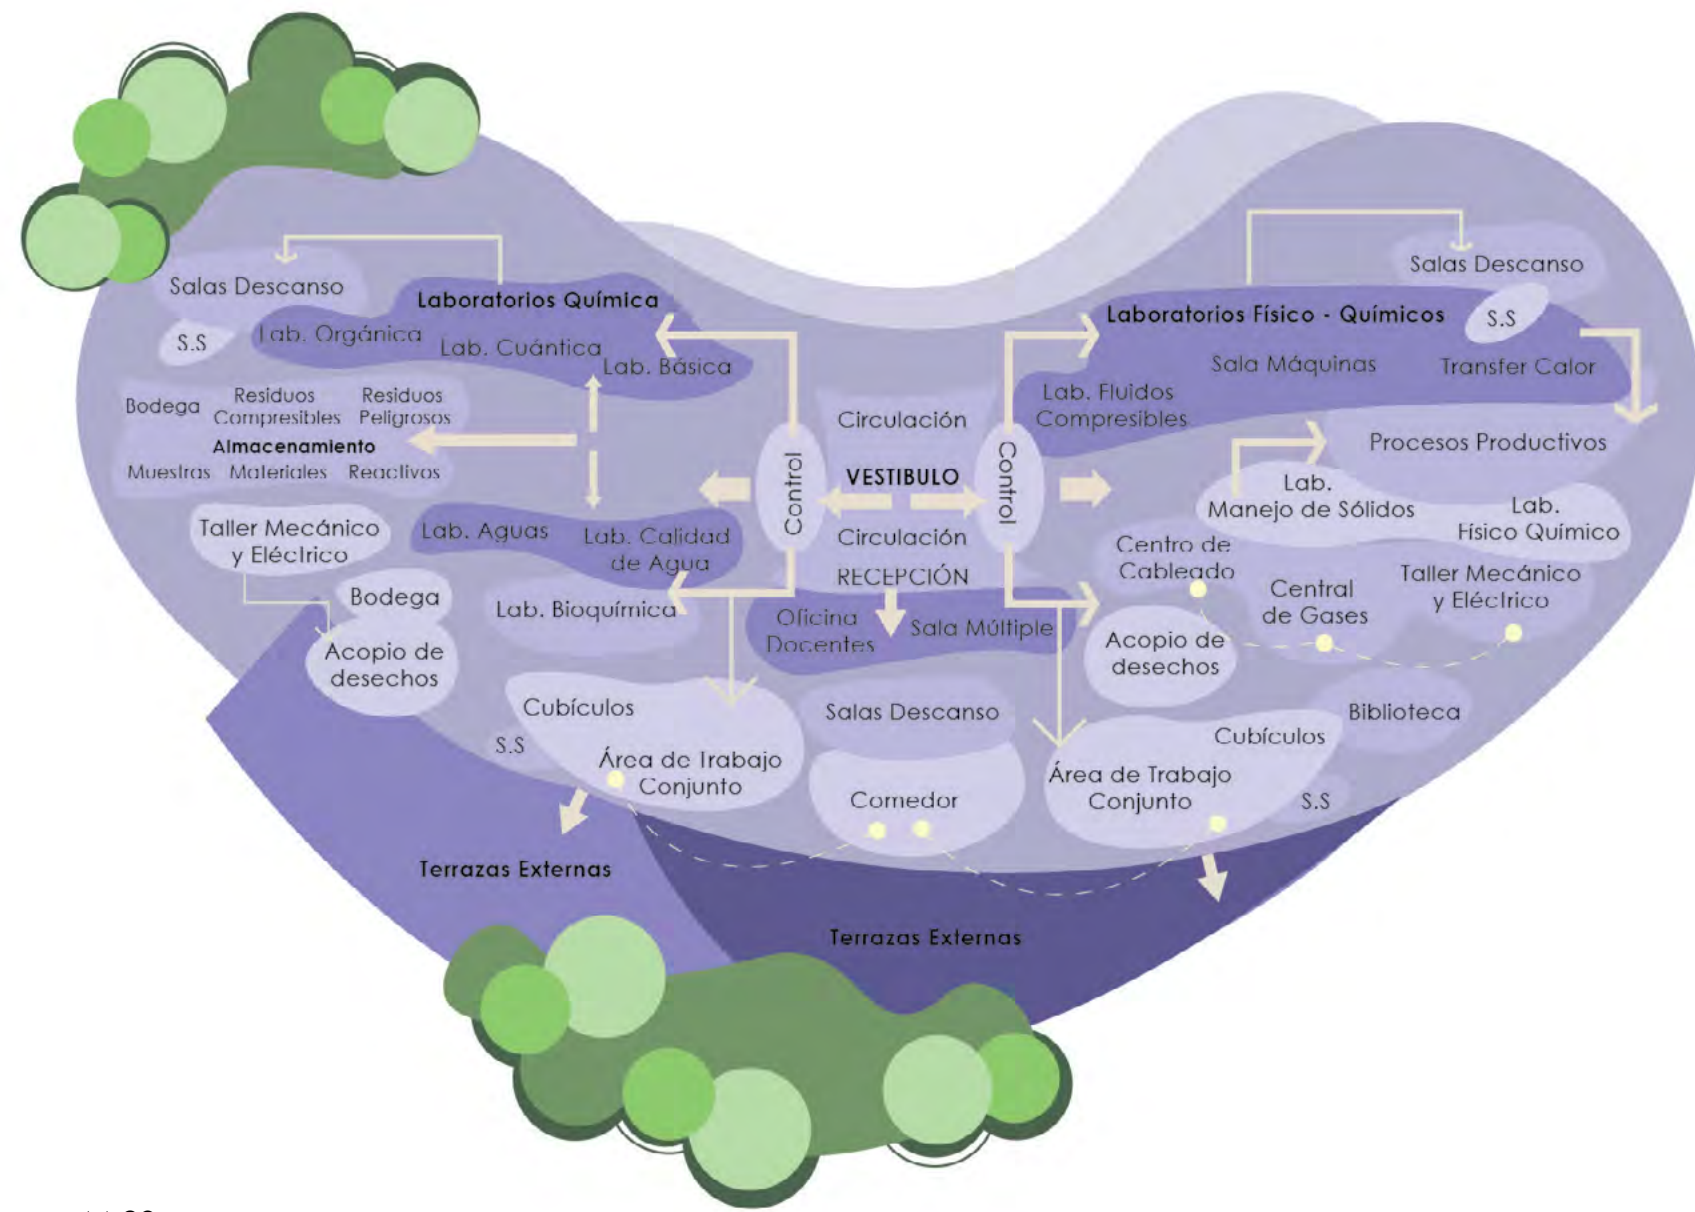 Salas Descanso
S.S
Laboratorios Química
Lab. Orgánica
Lab. Cuántica
Lab. Básica
Bodega
Residuos
Compresibles
Residuos
Peligrosos
Almacenamiento
Muestras
Materiales
Reactivos
Taller Mecánico
y Eléctrico
Bodega
Acopio de
desechos
Lab. Aguas
Lab. Calidad
de Agua
Lab. Bioquímica
Cubículos
S.S
Área de Trabajo
Conjunto
Terrazas Externas
Control
Circulación
VESTIBULO
Circulación
RECEPCIÓN
Oficina
Docentes
Sala Múltiple
Salas Descanso
Comedor
Terrazas Externas
Control
Salas Descanso
S.S
Laboratorios Físico - Químicos
Sala Máquinas
Transfer Calor
Lab. Fluidos
Compresibles
Procesos Productivos
Lab.
Manejo de Sólidos
Lab.
Físico Químico
Centro de
Cableado
Central
de Gases
Taller Mecánico
y Eléctrico
Acopio de
desechos
Biblioteca
Cubículos
Área de Trabajo
Conjunto
S.S